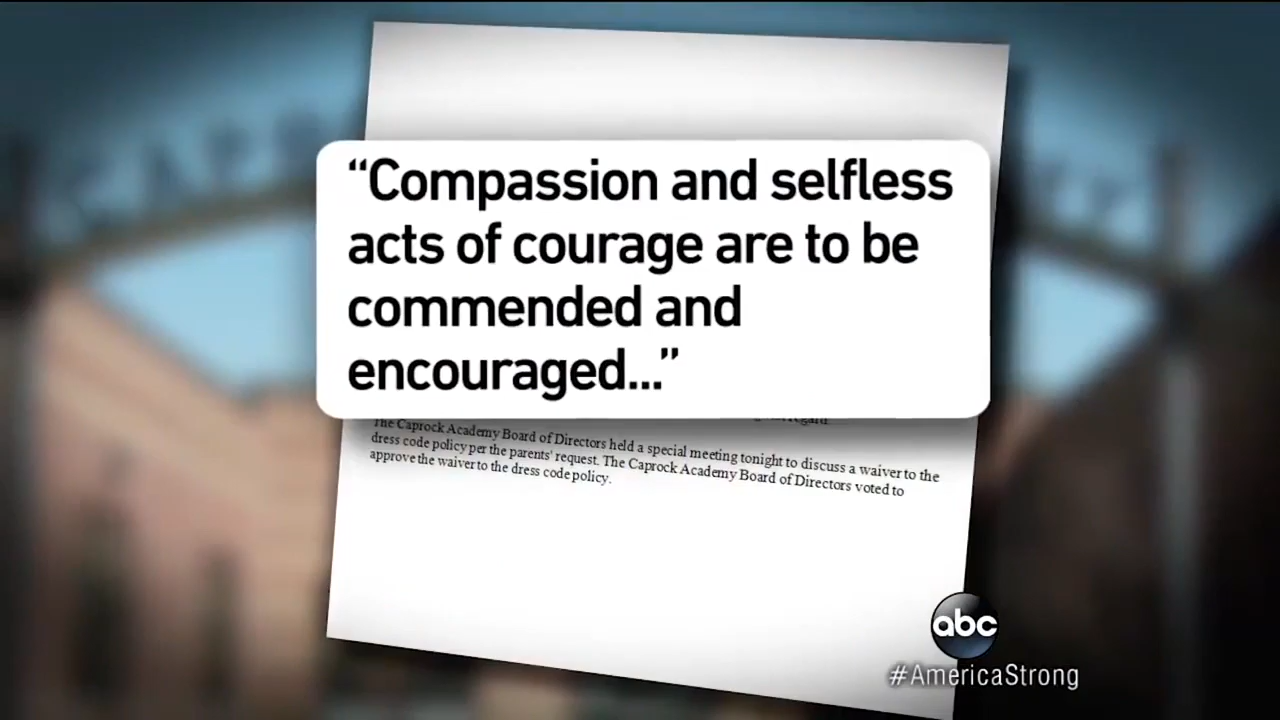 “Compassion and selfless
acts of courage are to be
commended and
encouraged...”
regard.
The Caprock Academy Board of Directors held a special meeting tonight to discuss a waiver to the
dress code policy per the parents' request. The Caprock Academy Board of Directors voted to
approve the waiver to the dress code policy.
abc
#AmericaStrong